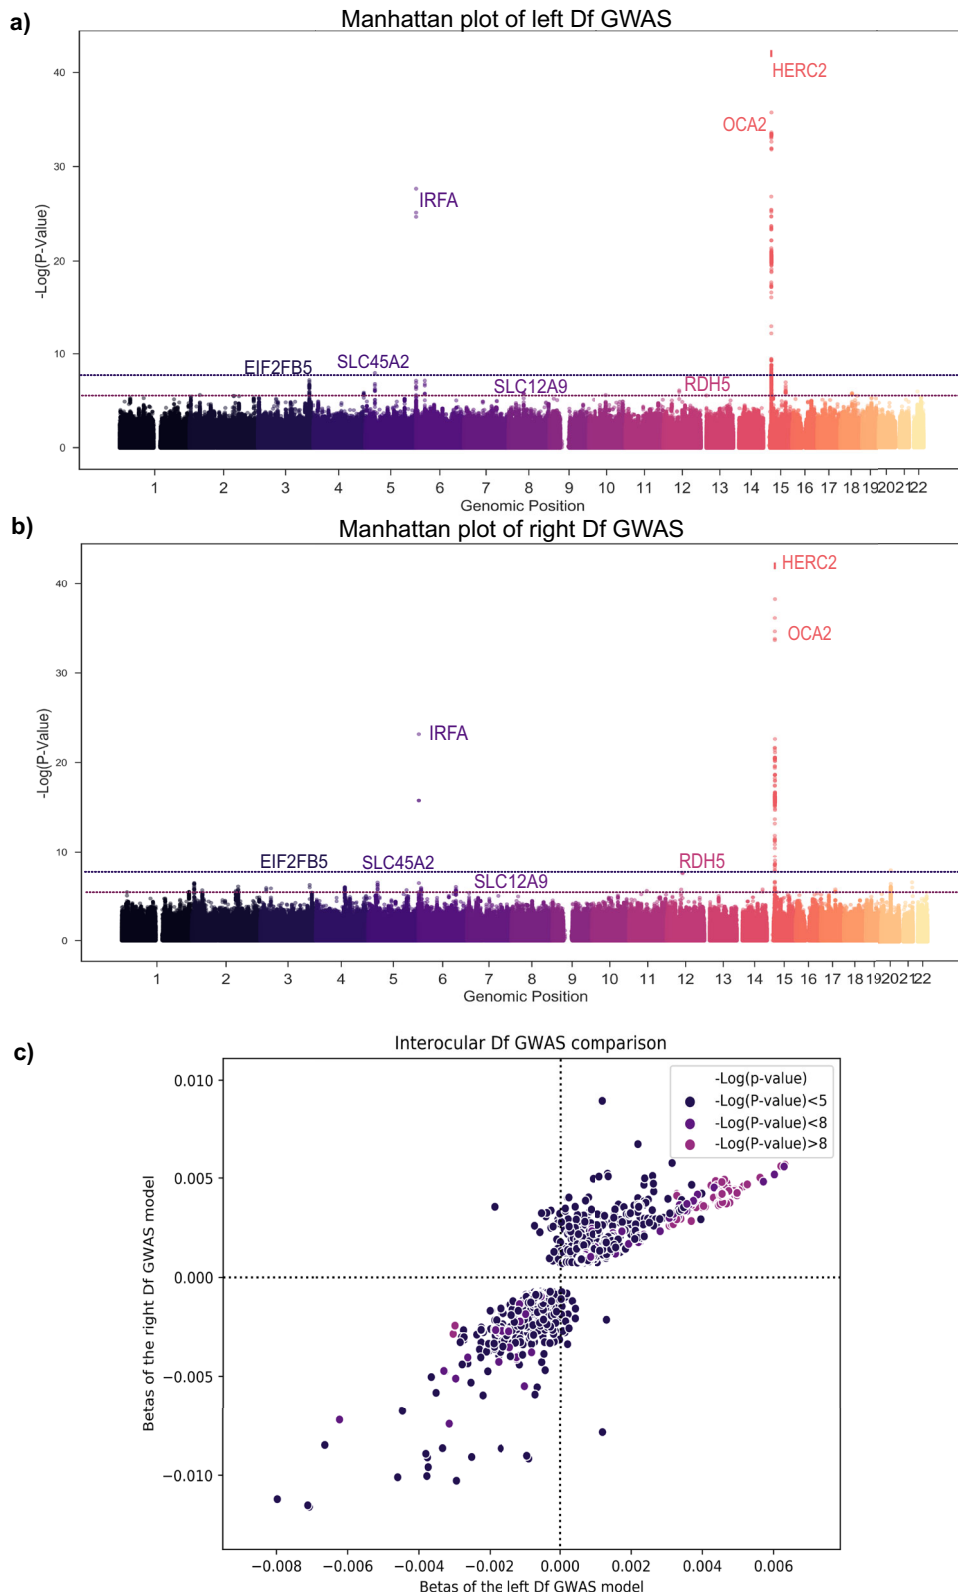 a)
Manhattan plot of left Df GWAS
-Log(P-Value)
40
30
20
10
0
HERC2
OCA2
IRFA
EIF2FB5
SLC45A2
SLC12A9
RDH5
1 2 3 4 5 6 7 8 9 10 11 12 13 14 15 16 17 18 19 20 21 22
Genomic Position
b)
Manhattan plot of right Df GWAS
-Log(P-Value)
40
30
20
10
0
HERC2
OCA2
IRFA
EIF2FB5
SLC45A2
SLC12A9
RDH5
1 2 3 4 5 6 7 8 9 10 11 12 13 14 15 16 17 18 19 20 21 22
Genomic Position
c)
Interocular Df GWAS comparison
Betas of the right Df GWAS model
0.010
0.005
0.000
−0.005
−0.010
-Log(p-value)
-Log(P-value)<5
-Log(P-value)<8
-Log(P-value)>8
−0.008 −0.006 −0.004 −0.002 0.000 0.002 0.004 0.006
Betas of the left Df GWAS model